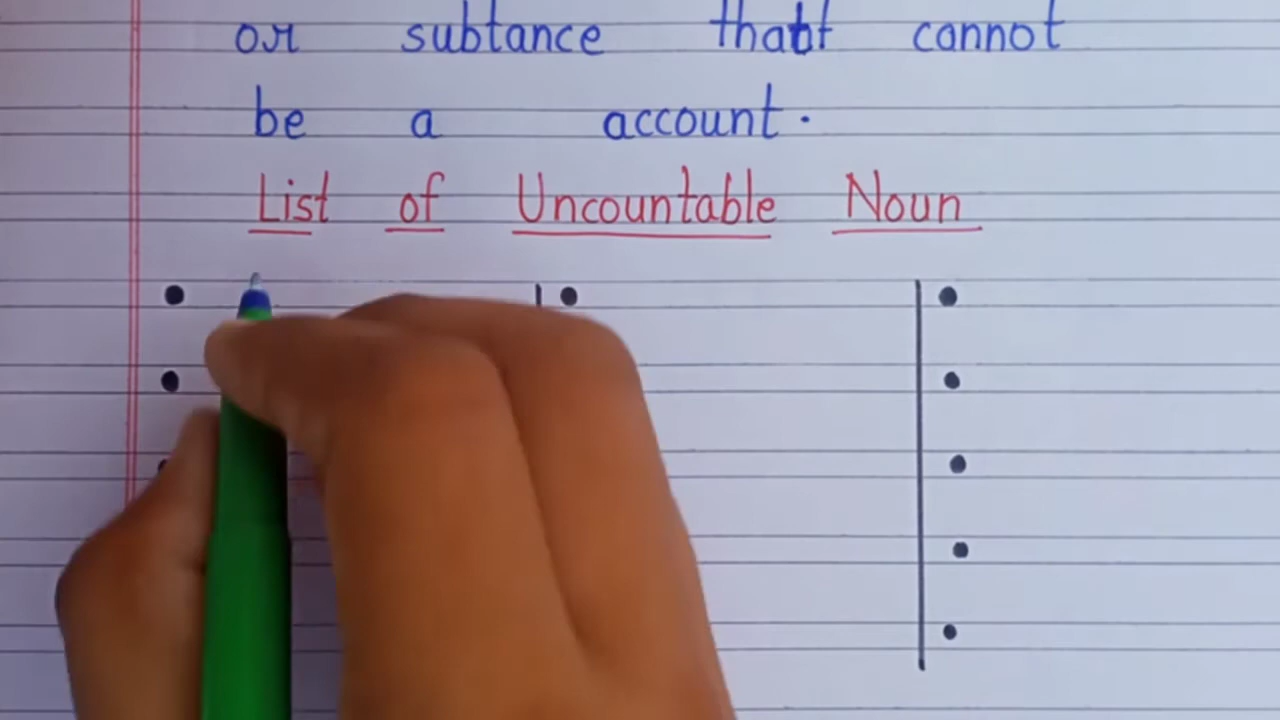 or subtance that cannot
be a account.
List of Uncountable Noun